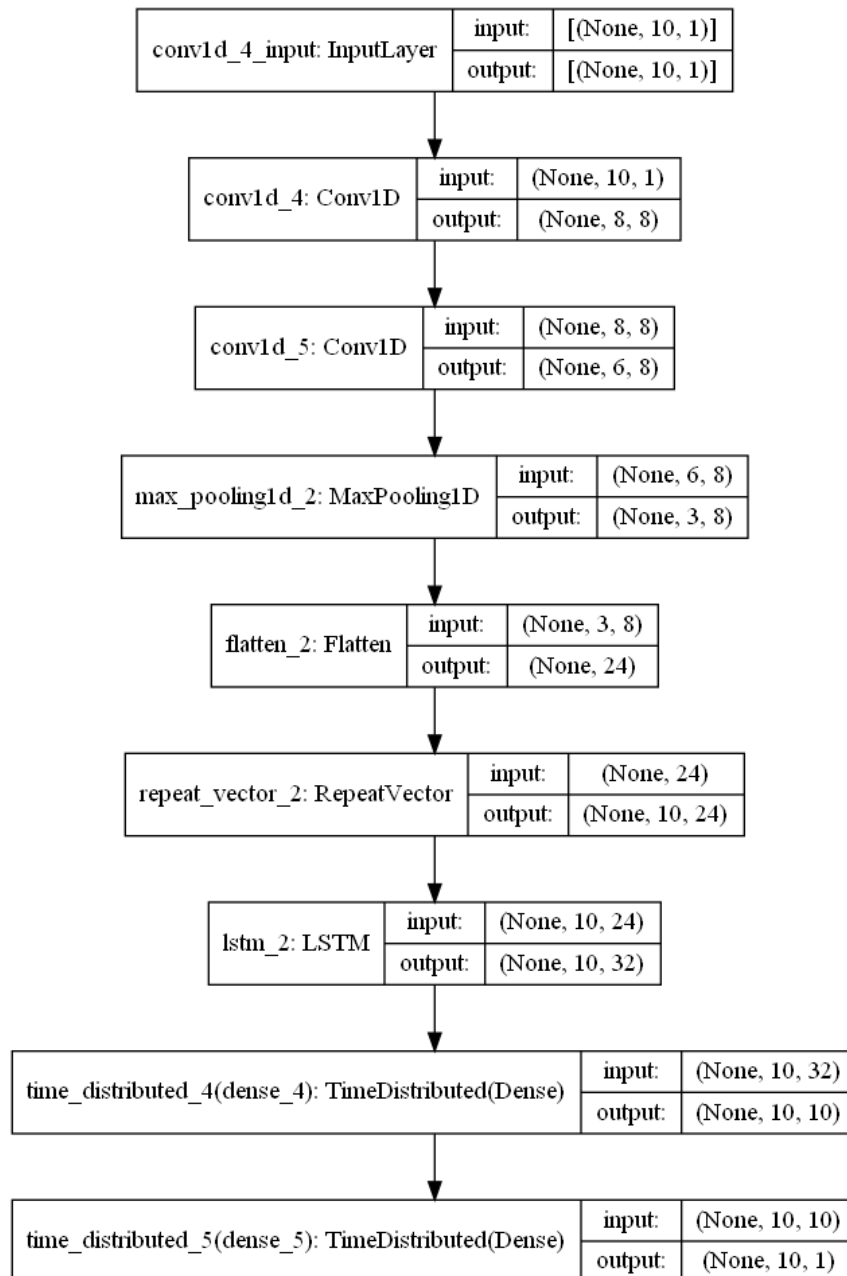 conv1d_4_input: InputLayer
input: [(None, 10, 1)]
output: [(None, 10, 1)]
conv1d_4: Conv1D
input: (None, 10, 1)
output: (None, 8, 8)
conv1d_5: Conv1D
input: (None, 8, 8)
output: (None, 6, 8)
max_pooling1d_2: MaxPooling1D
input: (None, 6, 8)
output: (None, 3, 8)
flatten_2: Flatten
input: (None, 3, 8)
output: (None, 24)
repeat_vector_2: RepeatVector
input: (None, 24)
output: (None, 10, 24)
lstm_2: LSTM
input: (None, 10, 24)
output: (None, 10, 32)
time_distributed_4(dense_4): TimeDistributed(Dense)
input: (None, 10, 32)
output: (None, 10, 10)
time_distributed_5(dense_5): TimeDistributed(Dense)
input: (None, 10, 10)
output: (None, 10, 1)